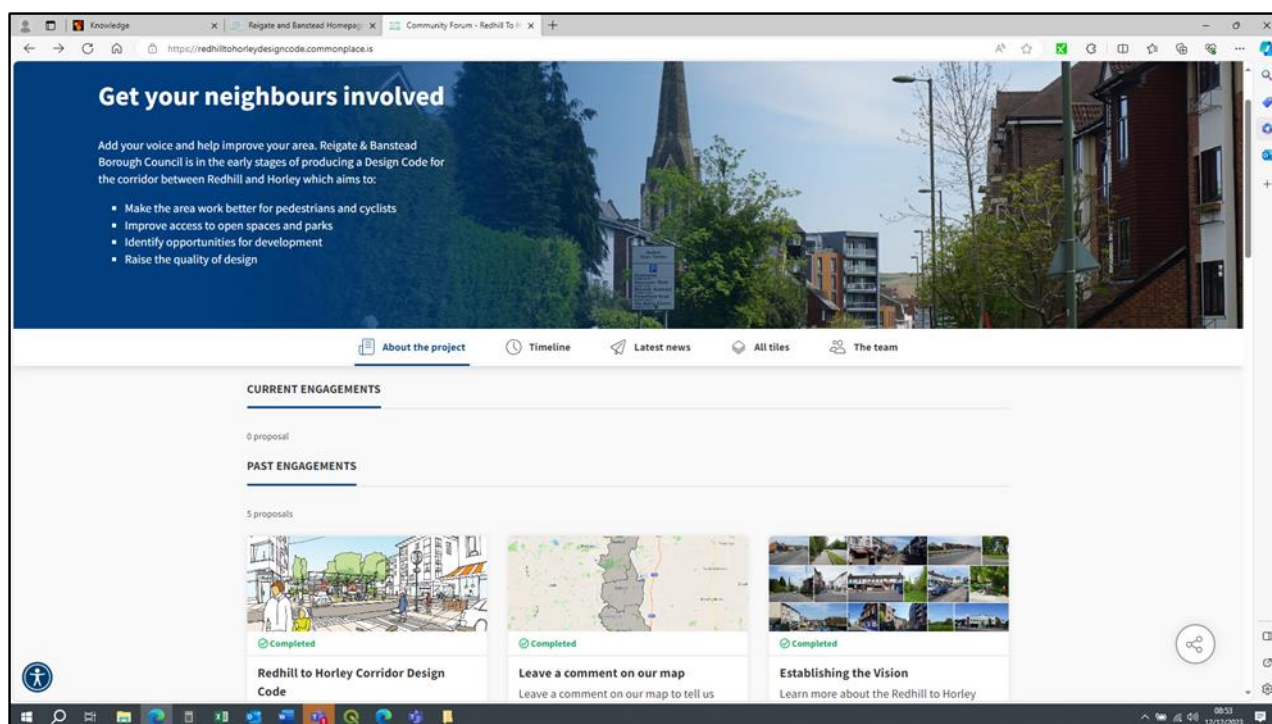 Knowledge
Reigate and Banstead Homepag
Community Forum - Redhill To H
https://redhilltohorleydesigncode.commonplace.is
Get your neighbours involved
Add your voice and help improve your area. Reigate & Banstead
Borough Council is in the early stages of producing a Design Code for
the corridor between Redhill and Horley which aims to:
Make the area work better for pedestrians and cyclists
Improve access to open spaces and parks
Identify opportunities for development
Raise the quality of design
About the project
Timeline
Latest news
All tiles
The team
CURRENT ENGAGEMENTS
0 proposal
PAST ENGAGEMENTS
5 proposals
Completed
Redhill to Horley Corridor Design
Code
Completed
Leave a comment on our map
Leave a comment on our map to tell us
Completed
Establishing the Vision
Learn more about the Redhill to Horley
08:53
12/12/2023